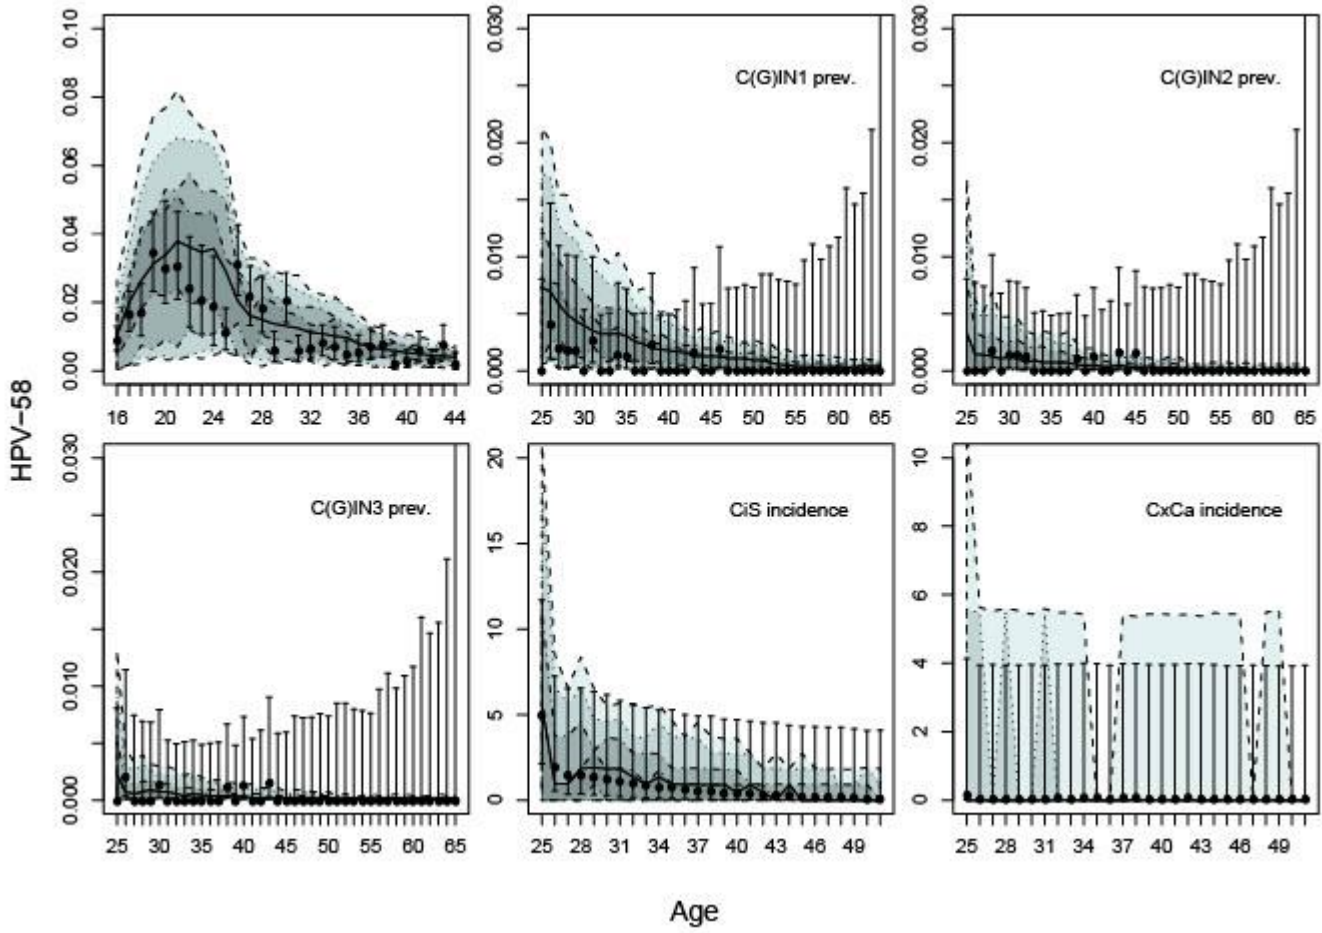 HPV-58
0.00 0.02 0.04 0.06 0.08 0.10
16 20 24 28 32 36 40 44
C(G)IN1 prev.
0.000 0.010 0.020 0.030
25 30 35 40 45 50 55 60 65
C(G)IN2 prev.
0.000 0.010 0.020 0.030
25 30 35 40 45 50 55 60 65
C(G)IN3 prev.
0.000 0.010 0.020 0.030
25 30 35 40 45 50 55 60 65
CiS incidence
0 5 10 15 20
25 28 31 34 37 40 43 46 49
CxCa incidence
0 2 4 6 8 10
25 28 31 34 37 40 43 46 49
Age